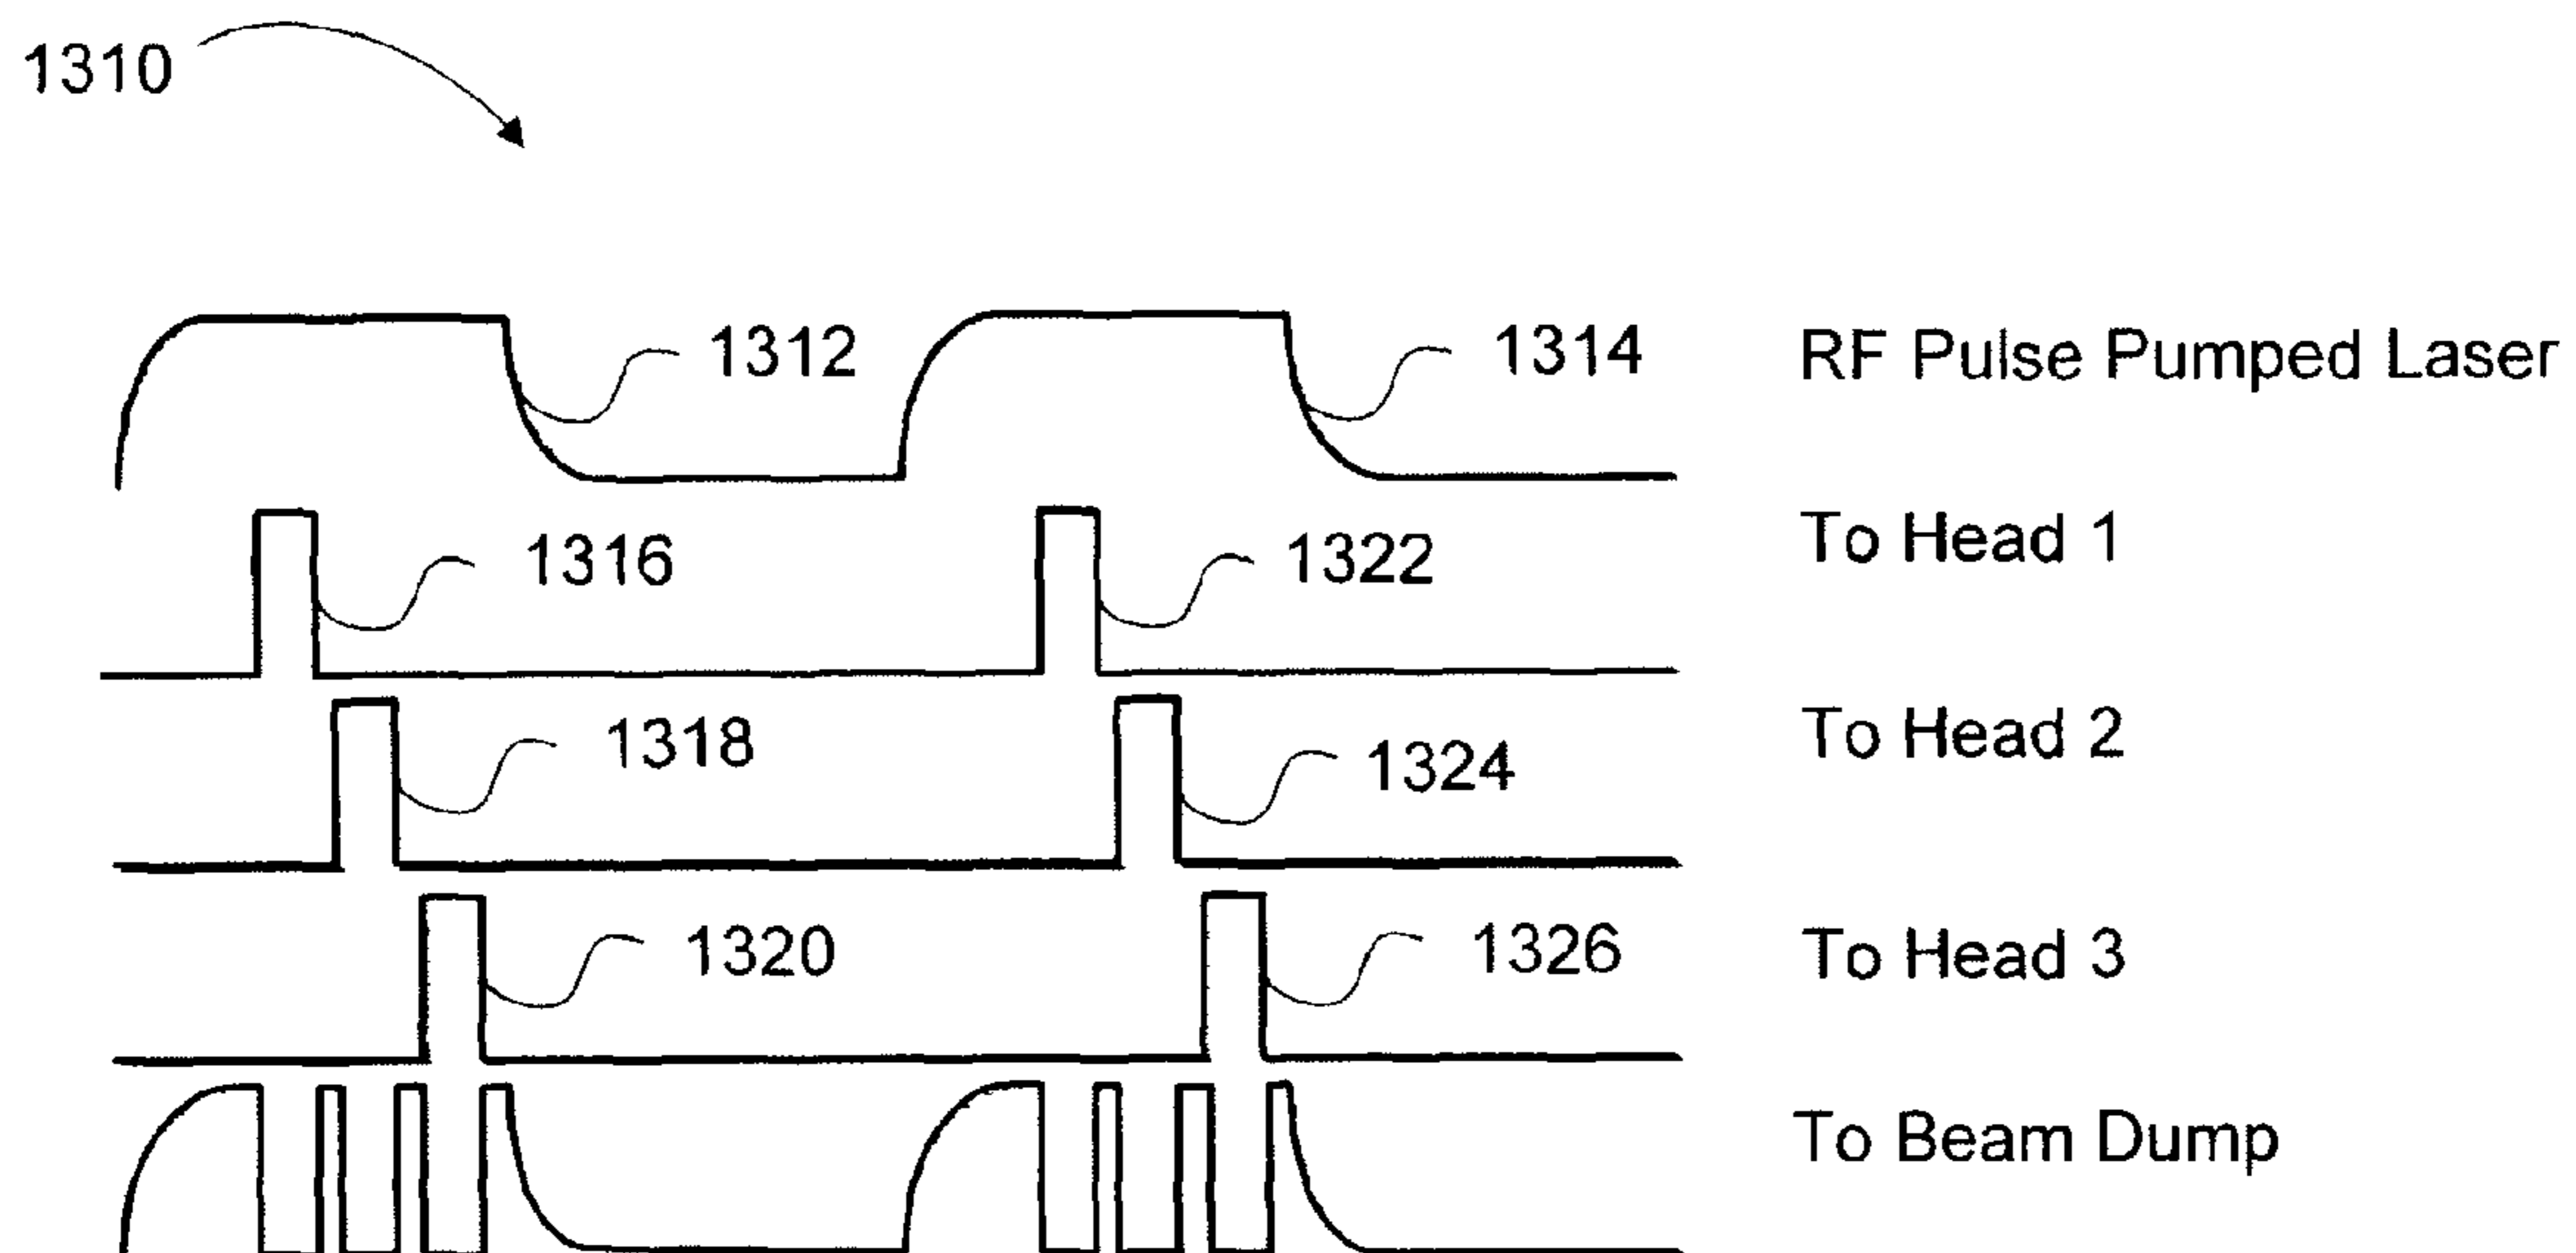 1310
1312
1314
RF Pulse Pumped Laser
1316
1322
To Head 1
1318
1324
To Head 2
1320
1326
To Head 3
To Beam Dump